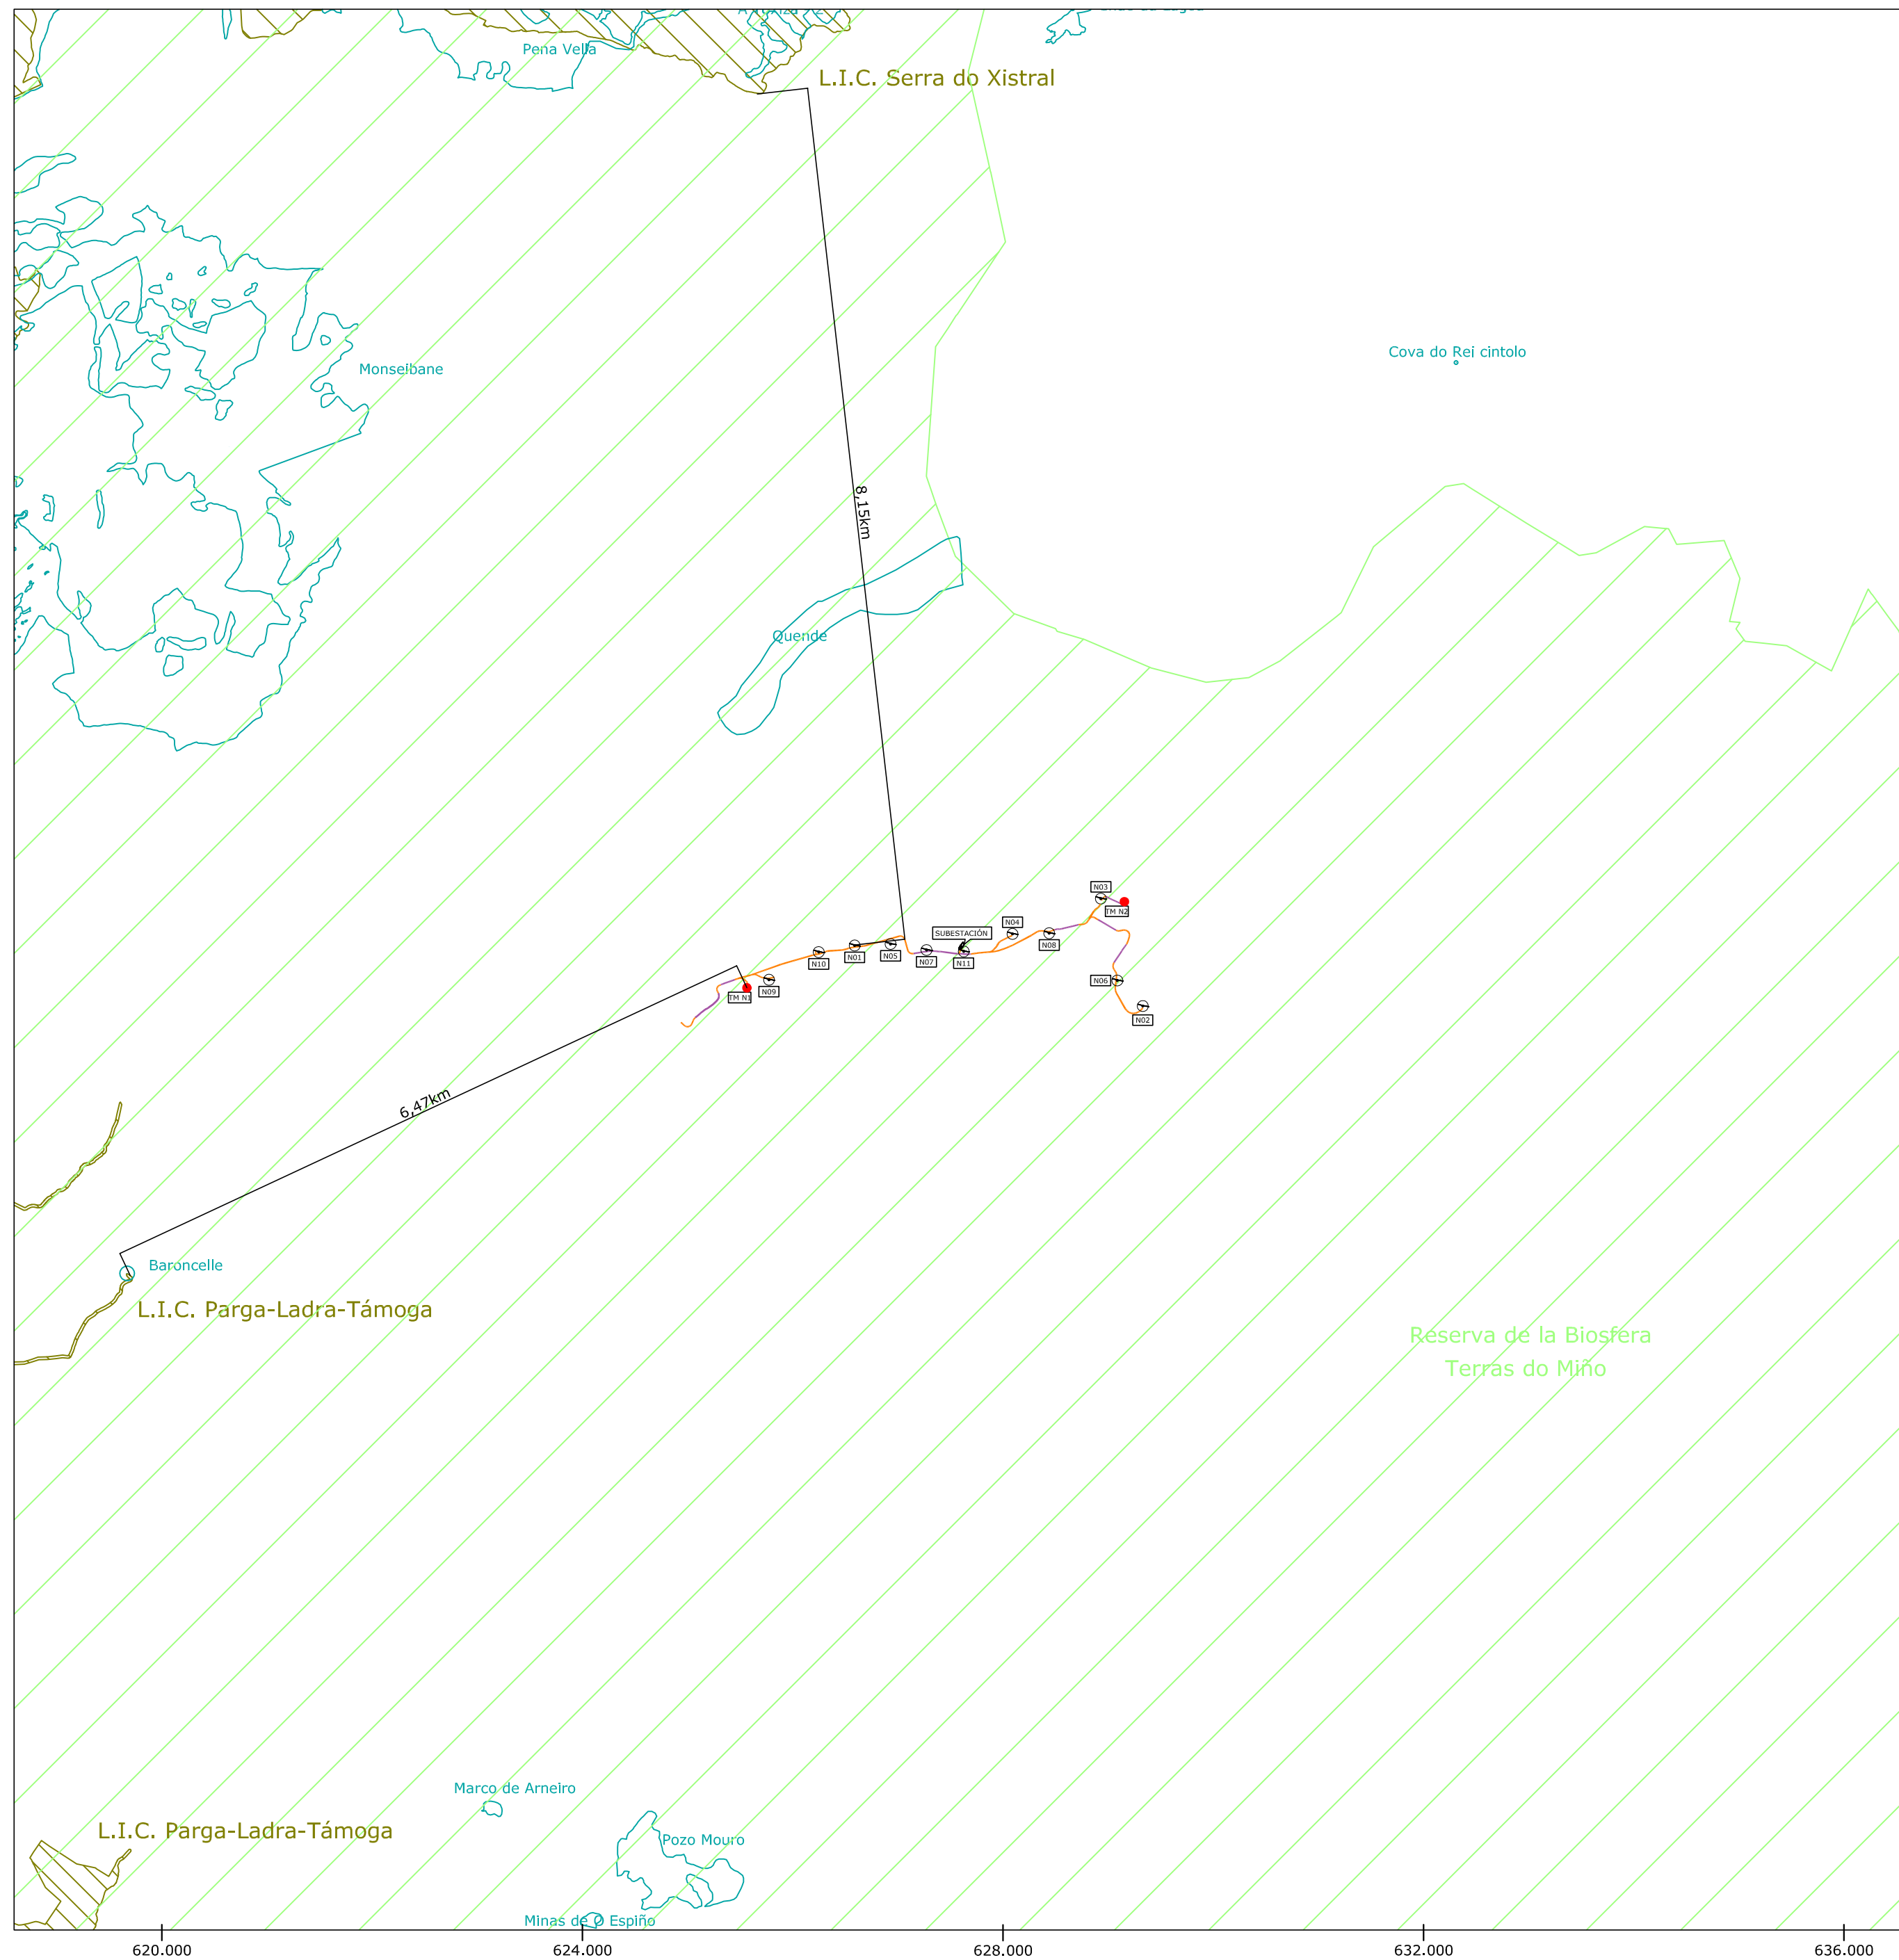 Pena Vella
L.I.C. Serra do Xistral
Cova do Rei cintolo
Monseibane
8,15km
Quende
N03
TM N2
N04
SUBESTACIÓN
N08
N10
N01
N05
N07
N11
N09
TM N1
N06
N02
6,47km
Baroncelle
L.I.C. Parga-Ladra-Támoga
Reserva de la Biosfera
Terras do Miño
Marco de Arneiro
L.I.C. Parga-Ladra-Támoga
Pozo Mouro
Minas de O Espiño
620.000
624.000
628.000
632.000
636.000